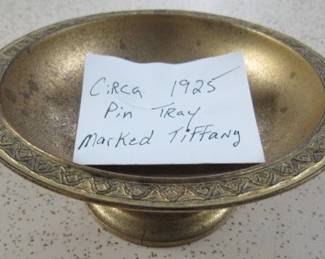 Circa 1925
Pin Tray
Marked Tiffany